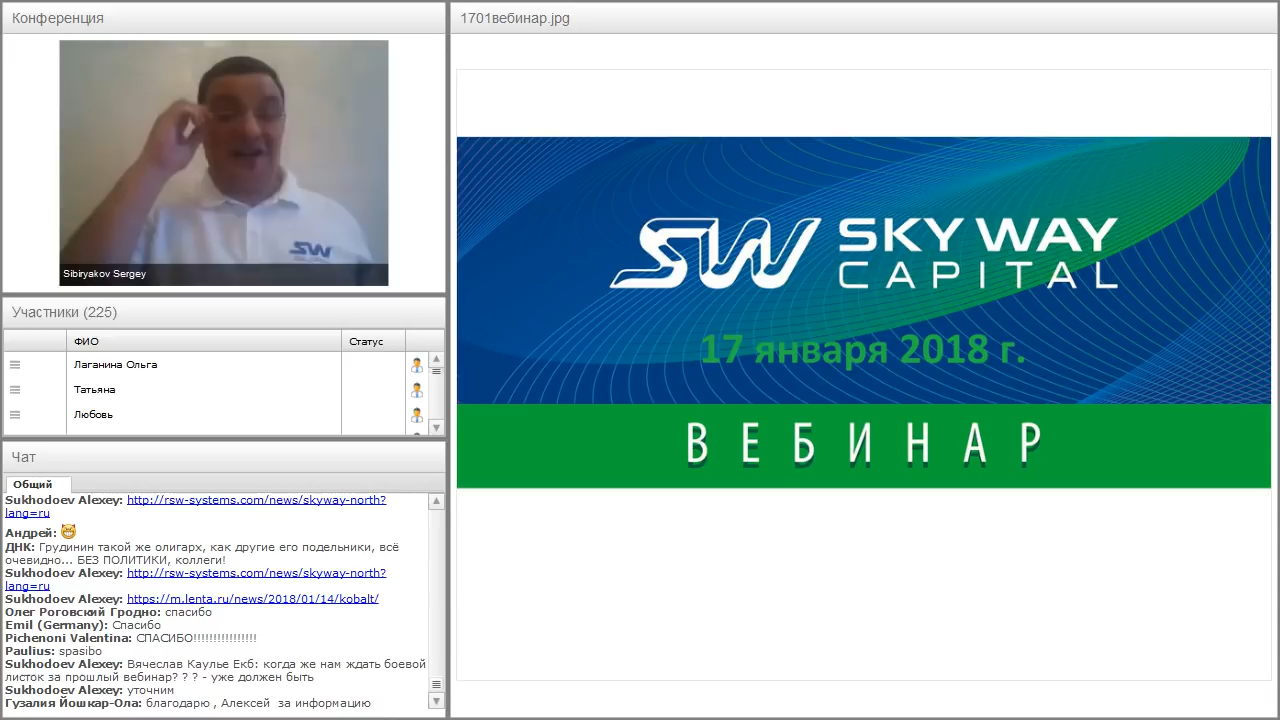 Конференция
Sibiryakov Sergey
SW
Участники (225)
ФИО
Статус
Лаганина Ольга
Татьяна
Любовь
Чат
Общий
Sukhodoev Alexey: http://rsw-systems.com/news/skyway-north?
lang=ru
Андрей:
ДНК: Грудинин такой же олигарх, как другие его подельники, всё
очевидно... БЕЗ ПОЛИТИКИ, коллеги!
Sukhodoev Alexey: http://rsw-systems.com/news/skyway-north?
lang=ru
Sukhodoev Alexey: https://m.lenta.ru/news/2018/01/14/kobalt/
Олег Роговский Гродно: спасибо
Emil (Germany): Спасибо
Pichenoni Valentina: СПАСИБО!!!!!!!!!!!!!!!
Paulius: spasibo
Sukhodoev Alexey: Вячеслав Каулье Екб: когда же нам ждать боевой
листок за прошлый вебинар? ? ? - уже должен быть
Sukhodoev Alexey: уточним
Гузалия Йошкар-Ола: благодарю , Алексей за информацию
1701вебинар.jpg
SW SKY WAY
CAPITAL
17 января 2018 г.
ВЕБИНАР